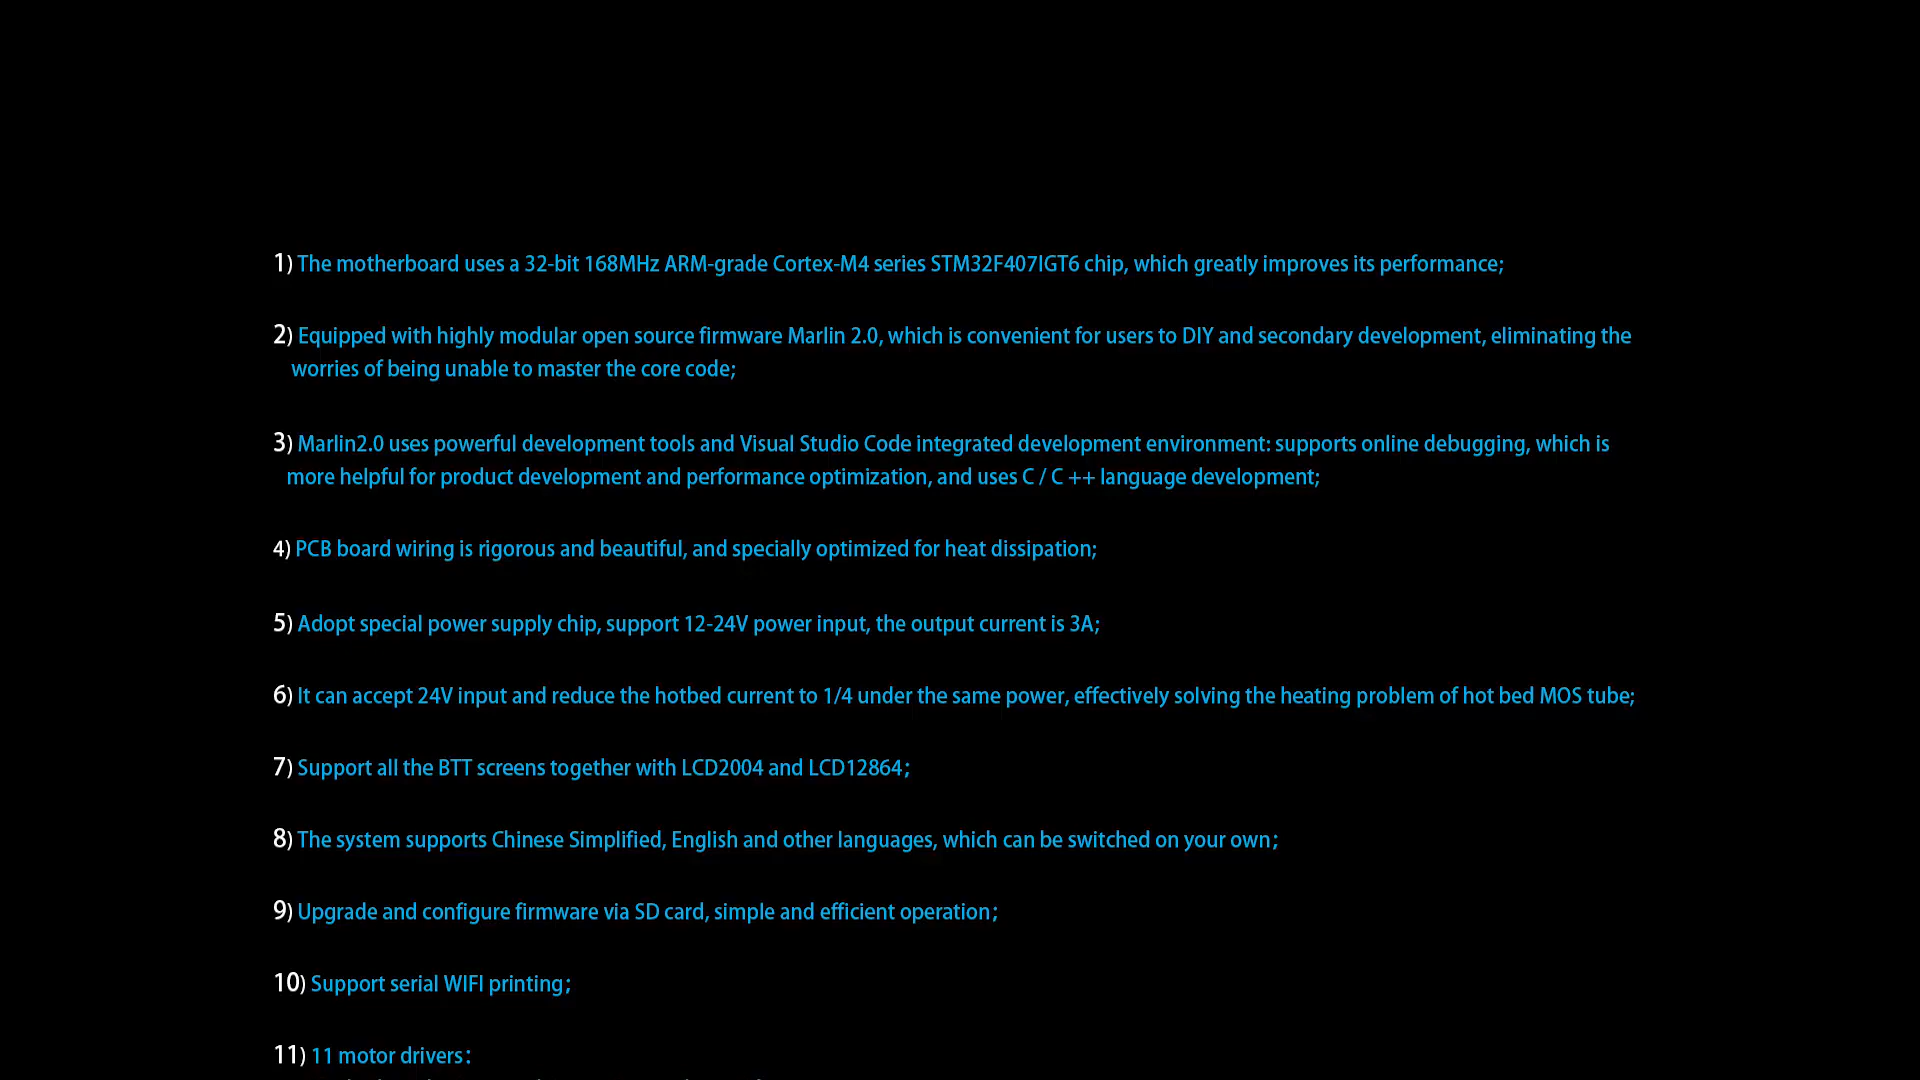 1) The motherboard uses a 32-bit 168MHz ARM-grade Cortex-M4 series STM32F407IGT6 chip, which greatly improves its performance;
2) Equipped with highly modular open source firmware Marlin 2.0, which is convenient for users to DIY and secondary development, eliminating the
worries of being unable to master the core code;
3) Marlin2.0 uses powerful development tools and Visual Studio Code integrated development environment: supports online debugging, which is
more helpful for product development and performance optimization, and uses C / C ++ language development;
4) PCB board wiring is rigorous and beautiful, and specially optimized for heat dissipation;
5) Adopt special power supply chip, support 12-24V power input, the output current is 3A;
6) It can accept 24V input and reduce the hotbed current to 1/4 under the same power, effectively solving the heating problem of hot bed MOS tube;
7) Support all the BTT screens together with LCD2004 and LCD12864;
8) The system supports Chinese Simplified, English and other languages, which can be switched on your own;
9) Upgrade and configure firmware via SD card, simple and efficient operation;
10) Support serial WIFI printing;
11) 11 motor drivers: